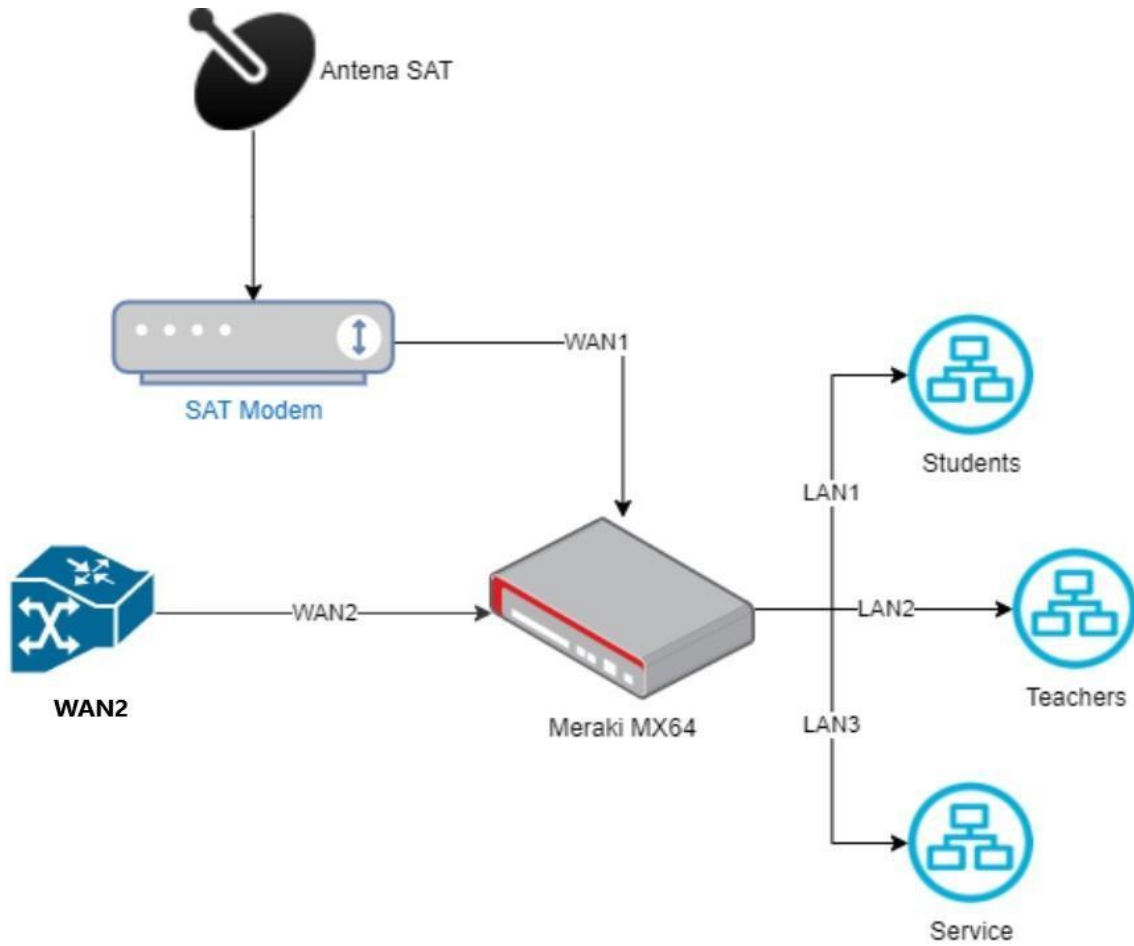 Antena SAT
WAN1
SAT Modem
Students
LAN1
WAN2
LAN2
WAN2
Meraki MX64
Teachers
LAN3
Service